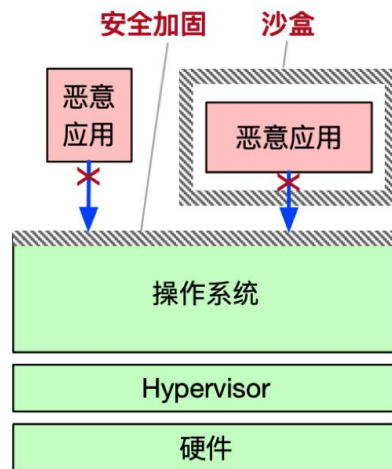 安全加固 沙盒
恶意
应用
恶意应用
操作系统
Hypervisor
硬件